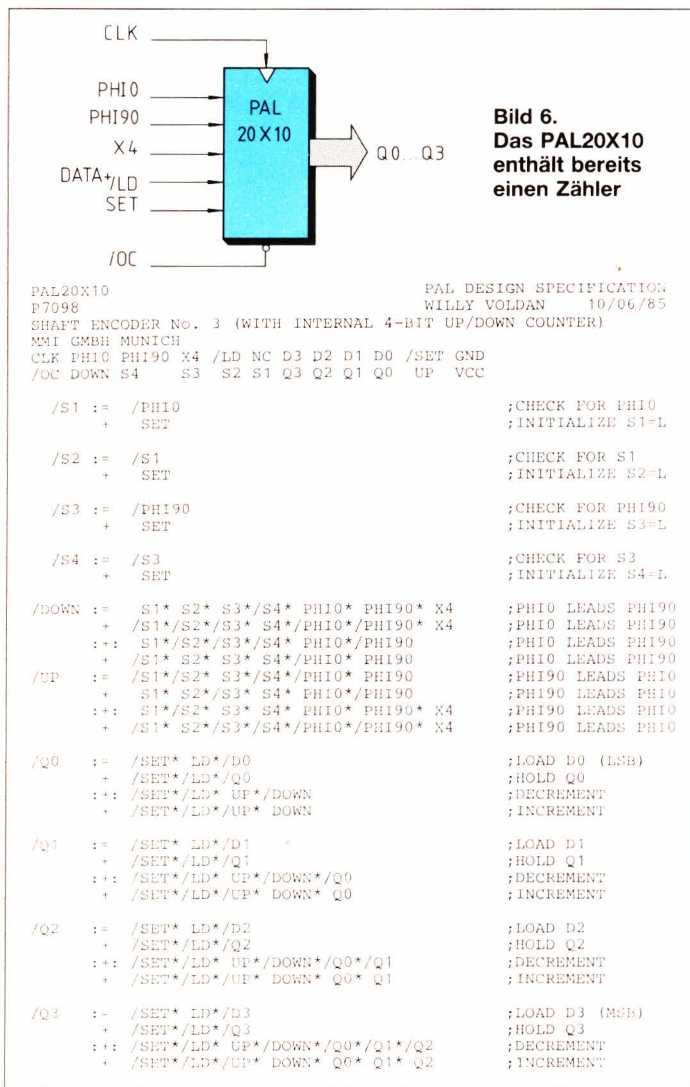 CLK
PHI0
PHI90
X4
DATA+/LD
SET
/OC
PAL
20X10
Q0...Q3
Bild 6.
Das PAL20X10
enthält bereits
einen Zähler
PAL20X10 PAL DESIGN SPECIFICATION
P7098 WILLY VOLDAN 10/06/85
SHAFT ENCODER No. 3 (WITH INTERNAL 4-BIT UP/DOWN COUNTER)
MMI GMBH MUNICH
CLK PHI0 PHI90 X4 /LD NC D3 D2 D1 D0 /SET GND
/OC DOWN S4 S3 S2 S1 Q3 Q2 Q1 Q0 UP VCC
/S1 := /PHI0 ;CHECK FOR PHI0
+ SET ;INITIALIZE S1=L
/S2 := /S1 ;CHECK FOR S1
+ SET ;INITIALIZE S2=L
/S3 := /PHI90 ;CHECK FOR PHI90
+ SET ;INITIALIZE S3=L
/S4 := /S3 ;CHECK FOR S3
+ SET ;INITIALIZE S4=L
/DOWN := S1* S2* S3*/S4* PHI0* PHI90* X4 ;PHI0 LEADS PHI90
+ /S1*/S2*/S3* S4*/PHI0*/PHI90* X4 ;PHI0 LEADS PHI90
:+: S1*/S2*/S3*/S4* PHI0*/PHI90 ;PHI0 LEADS PHI90
+ /S1* S2* S3* S4*/PHI0* PHI90 ;PHI0 LEADS PHI90
/UP := /S1*/S2* S3*/S4*/PHI0* PHI90 ;PHI90 LEADS PHI0
+ S1* S2*/S3* S4* PHI0*/PHI90 ;PHI90 LEADS PHI0
:+: S1*/S2* S3* S4* PHI0* PHI90* X4 ;PHI90 LEADS PHI0
+ /S1* S2*/S3*/S4*/PHI0*/PHI90* X4 ;PHI90 LEADS PHI0
/Q0 := /SET* LD*/D0 ;LOAD D0 (LSB)
+ /SET*/LD*/Q0 ;HOLD Q0
:+: /SET*/LD* UP*/DOWN ;DECREMENT
+ /SET*/LD*/UP* DOWN ;INCREMENT
/Q1 := /SET* LD*/D1 ;LOAD D1
+ /SET*/LD*/Q1 ;HOLD Q1
:+: /SET*/LD* UP*/DOWN*/Q0 ;DECREMENT
+ /SET*/LD*/UP* DOWN* Q0 ;INCREMENT
/Q2 := /SET* LD*/D2 ;LOAD D2
+ /SET*/LD*/Q2 ;HOLD Q2
:+: /SET*/LD* UP*/DOWN*/Q0*/Q1 ;DECREMENT
+ /SET*/LD*/UP* DOWN* Q0* Q1 ;INCREMENT
/Q3 := /SET* LD*/D3 ;LOAD D3 (MSB)
+ /SET*/LD*/Q3 ;HOLD Q3
:+: /SET*/LD* UP*/DOWN*/Q0*/Q1*/Q2 ;DECREMENT
+ /SET*/LD*/UP* DOWN* Q0* Q1* Q2 ;INCREMENT